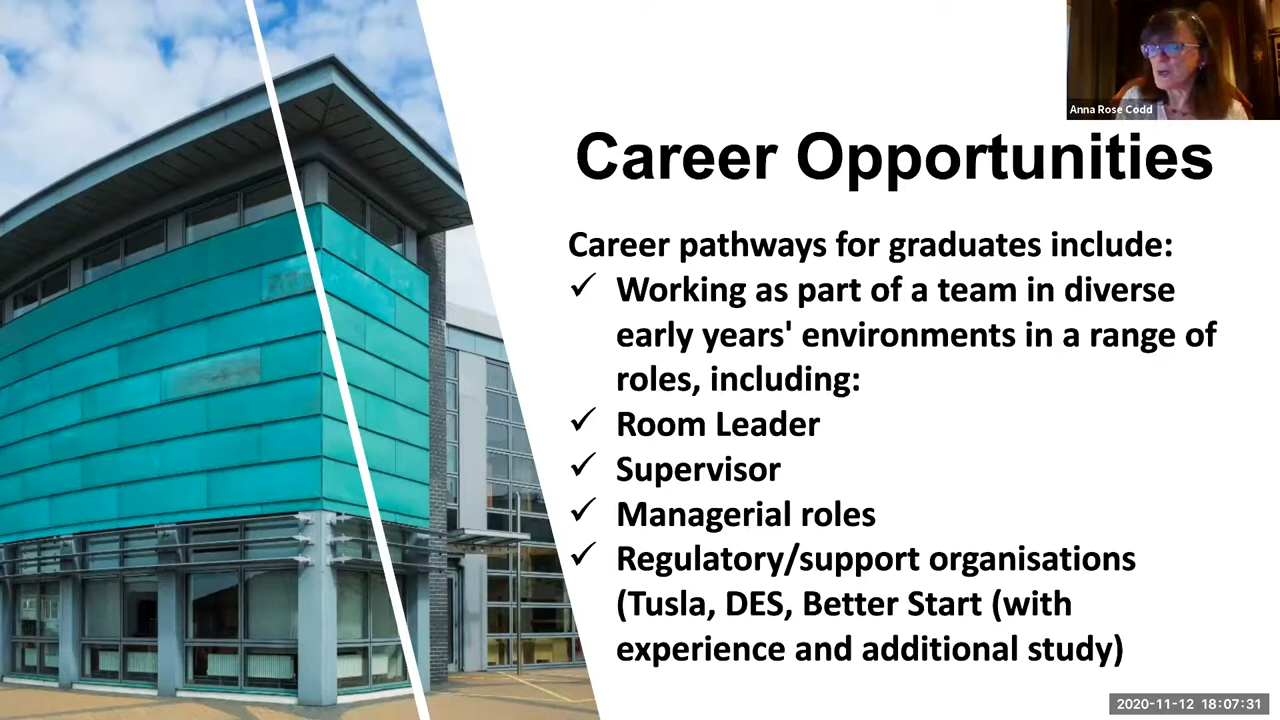 Anna Rose Codd
Career Opportunities
Career pathways for graduates include:
✓ Working as part of a team in diverse
early years' environments in a range of
roles, including:
✓ Room Leader
✓ Supervisor
✓ Managerial roles
✓ Regulatory/support organisations
(Tusla, DES, Better Start (with
experience and additional study)
2020-11-12 18:07:31